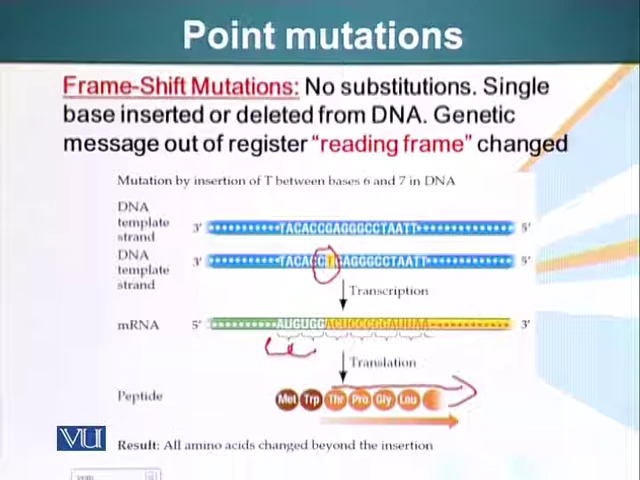 Point mutations
Frame-Shift Mutations: No substitutions. Single
base inserted or deleted from DNA. Genetic
message out of register "reading frame" changed
Mutation by insertion of T between bases 6 and 7 in DNA
DNA
template
strand
3' TACACCGAGGGCCTAATT 5'
DNA
template
strand
3' TACACC T GAGGGCCTAATT 5'
Transcription
mRNA 5' AUGUGGACUCCCGGAUUAA 3'
Translation
Peptide Met Trp Thr Pro Gly Leu
VU
Result: All amino acids changed beyond the insertion